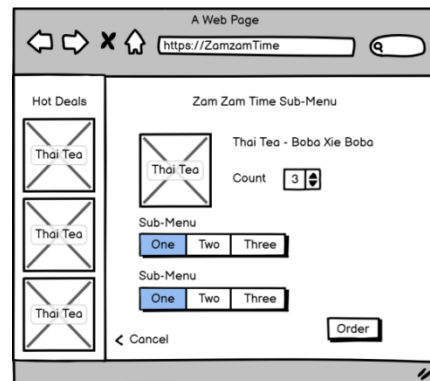 A Web Page
https://ZamzamTime
Hot Deals
Thai Tea
Thai Tea
Thai Tea
Zam Zam Time Sub-Menu
Thai Tea
Thai Tea - Boba Xie Boba
Count 3
Sub-Menu
One Two Three
Sub-Menu
One Two Three
Cancel
Order